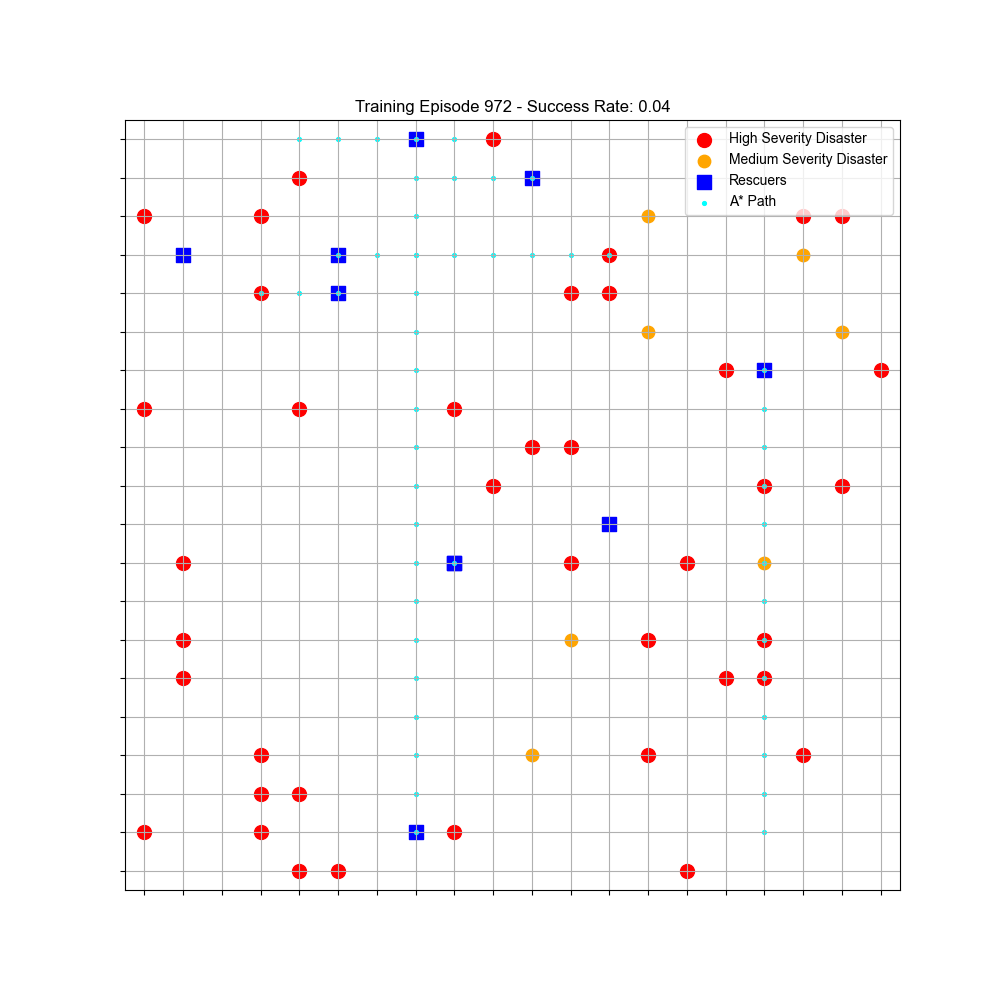 Training Episode 972 - Success Rate: 0.04
High Severity Disaster
Medium Severity Disaster
Rescuers
A* Path